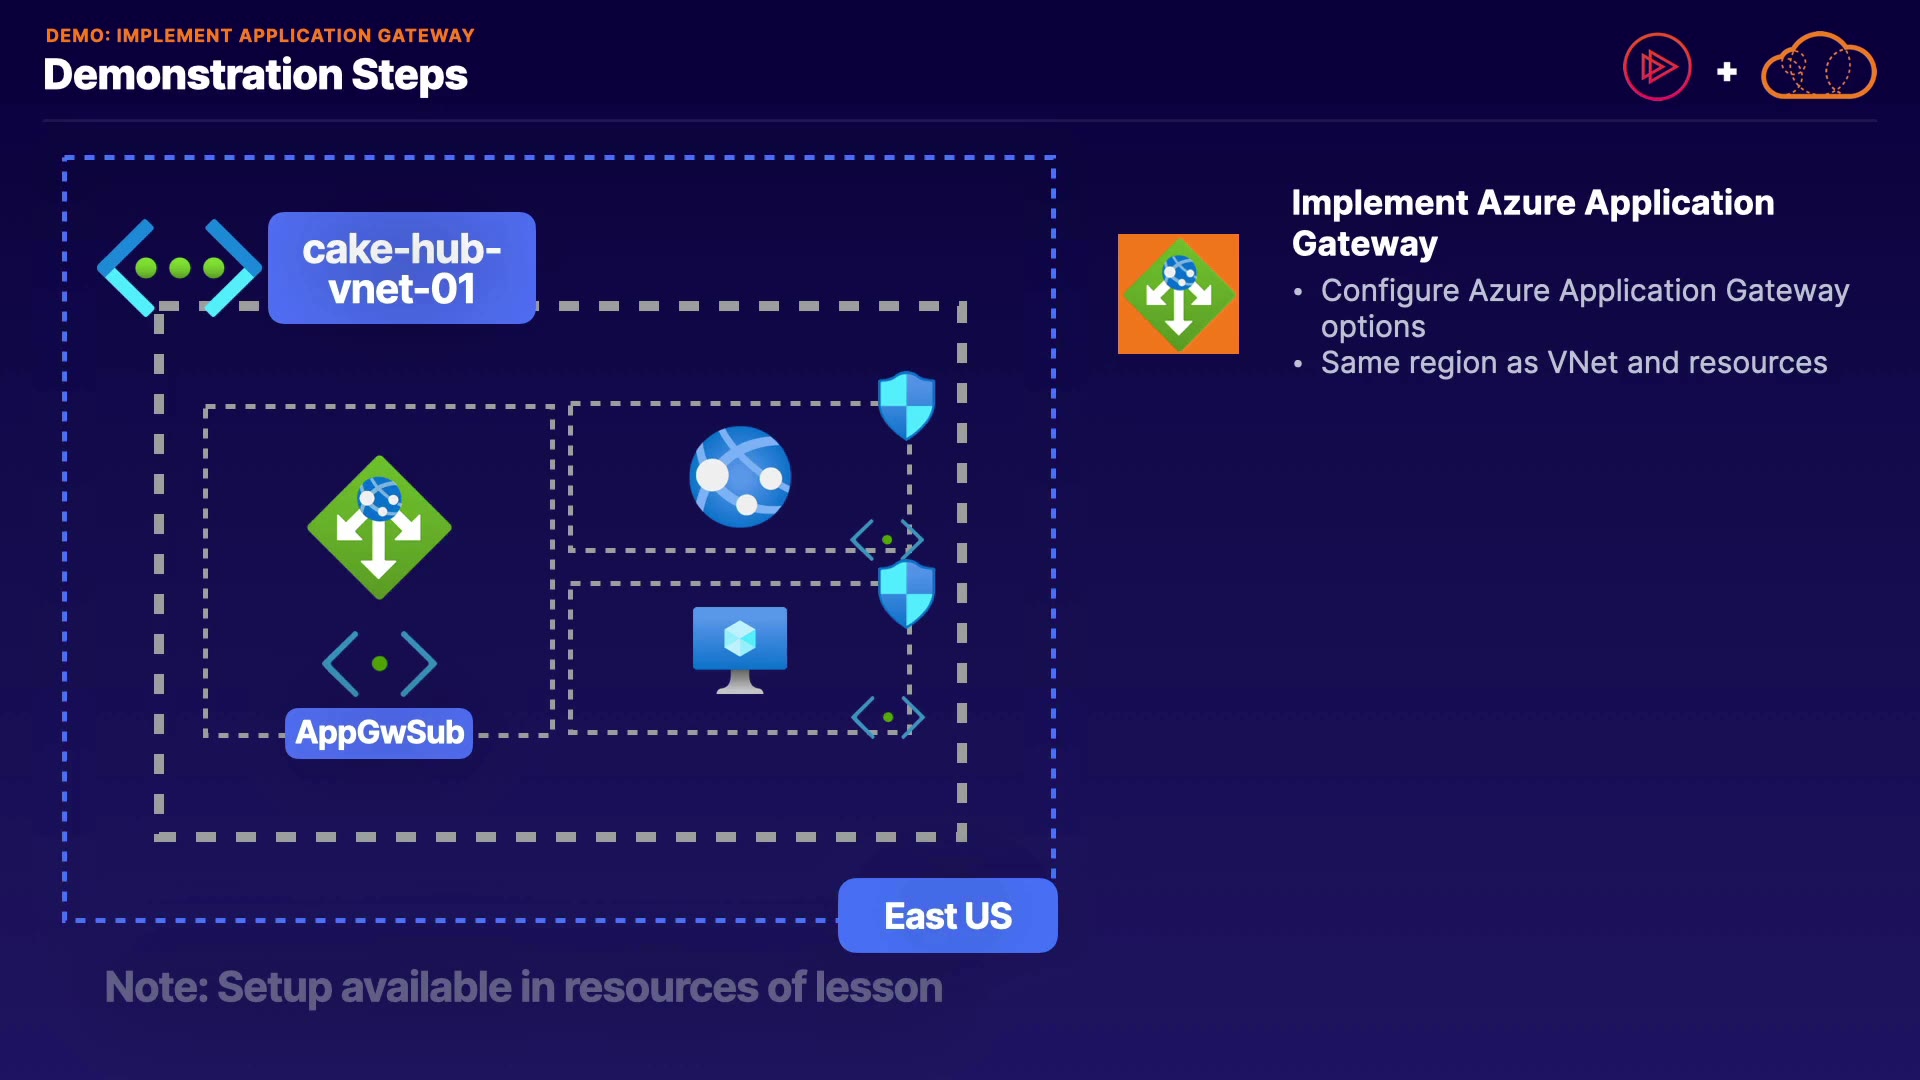 DEMO: IMPLEMENT APPLICATION GATEWAY
Demonstration Steps
cake-hub-
vnet-01
AppGwSub
East US
Note: Setup available in resources of lesson
Implement Azure Application
Gateway
• Configure Azure Application Gateway
options
• Same region as VNet and resources